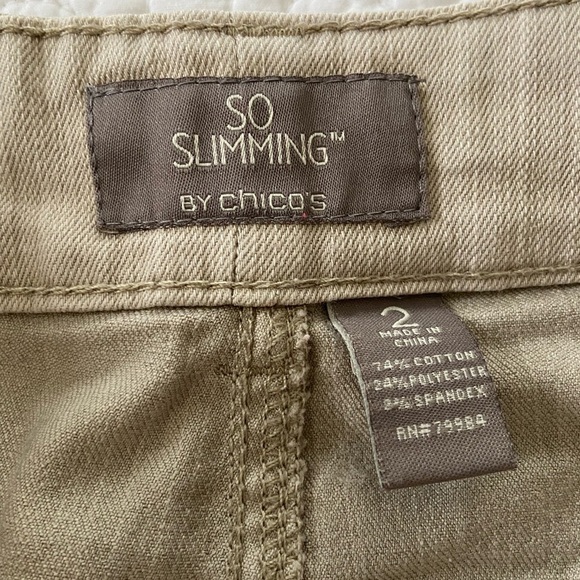 SO
SLIMMING™
BY chico's
2
MADE IN
CHINA
74% COTTON
24% POLYESTER
2% SPANDEX
RN# 79984